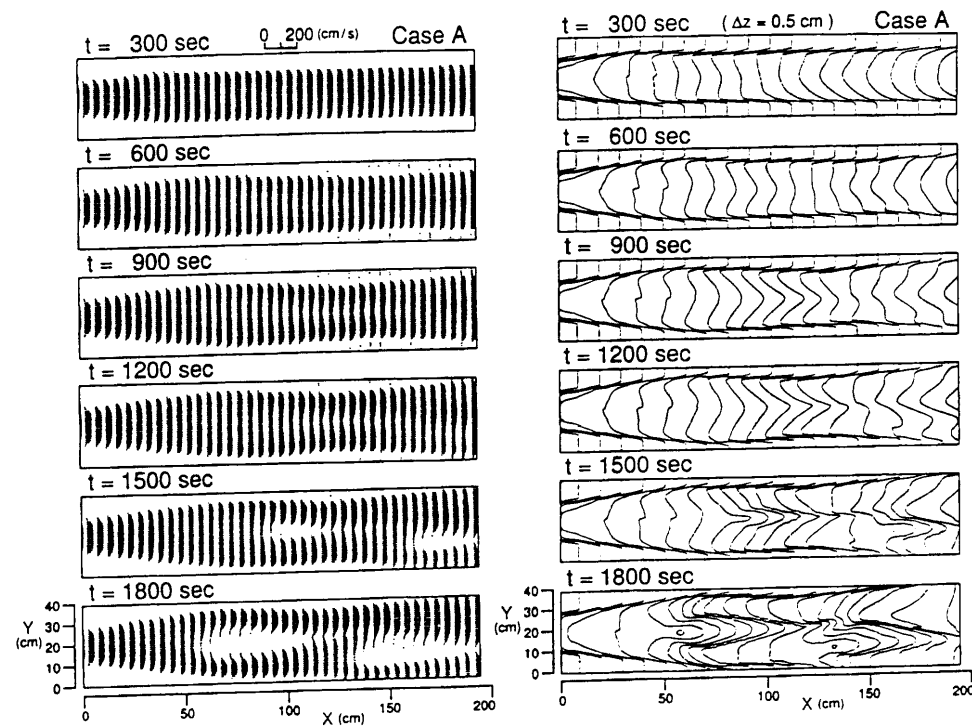 t = 300 sec
0 200 (cm/s)
Case A
t = 600 sec
t = 900 sec
t = 1200 sec
t = 1500 sec
t = 1800 sec
40
Y 30
(cm) 20
10
0
0 50 100 150 200
X (cm)
t = 300 sec
( Δz = 0.5 cm )
Case A
t = 600 sec
t = 900 sec
t = 1200 sec
t = 1500 sec
t = 1800 sec
40
Y 30
(cm) 20
10
0
0 50 100 150 200
X (cm)